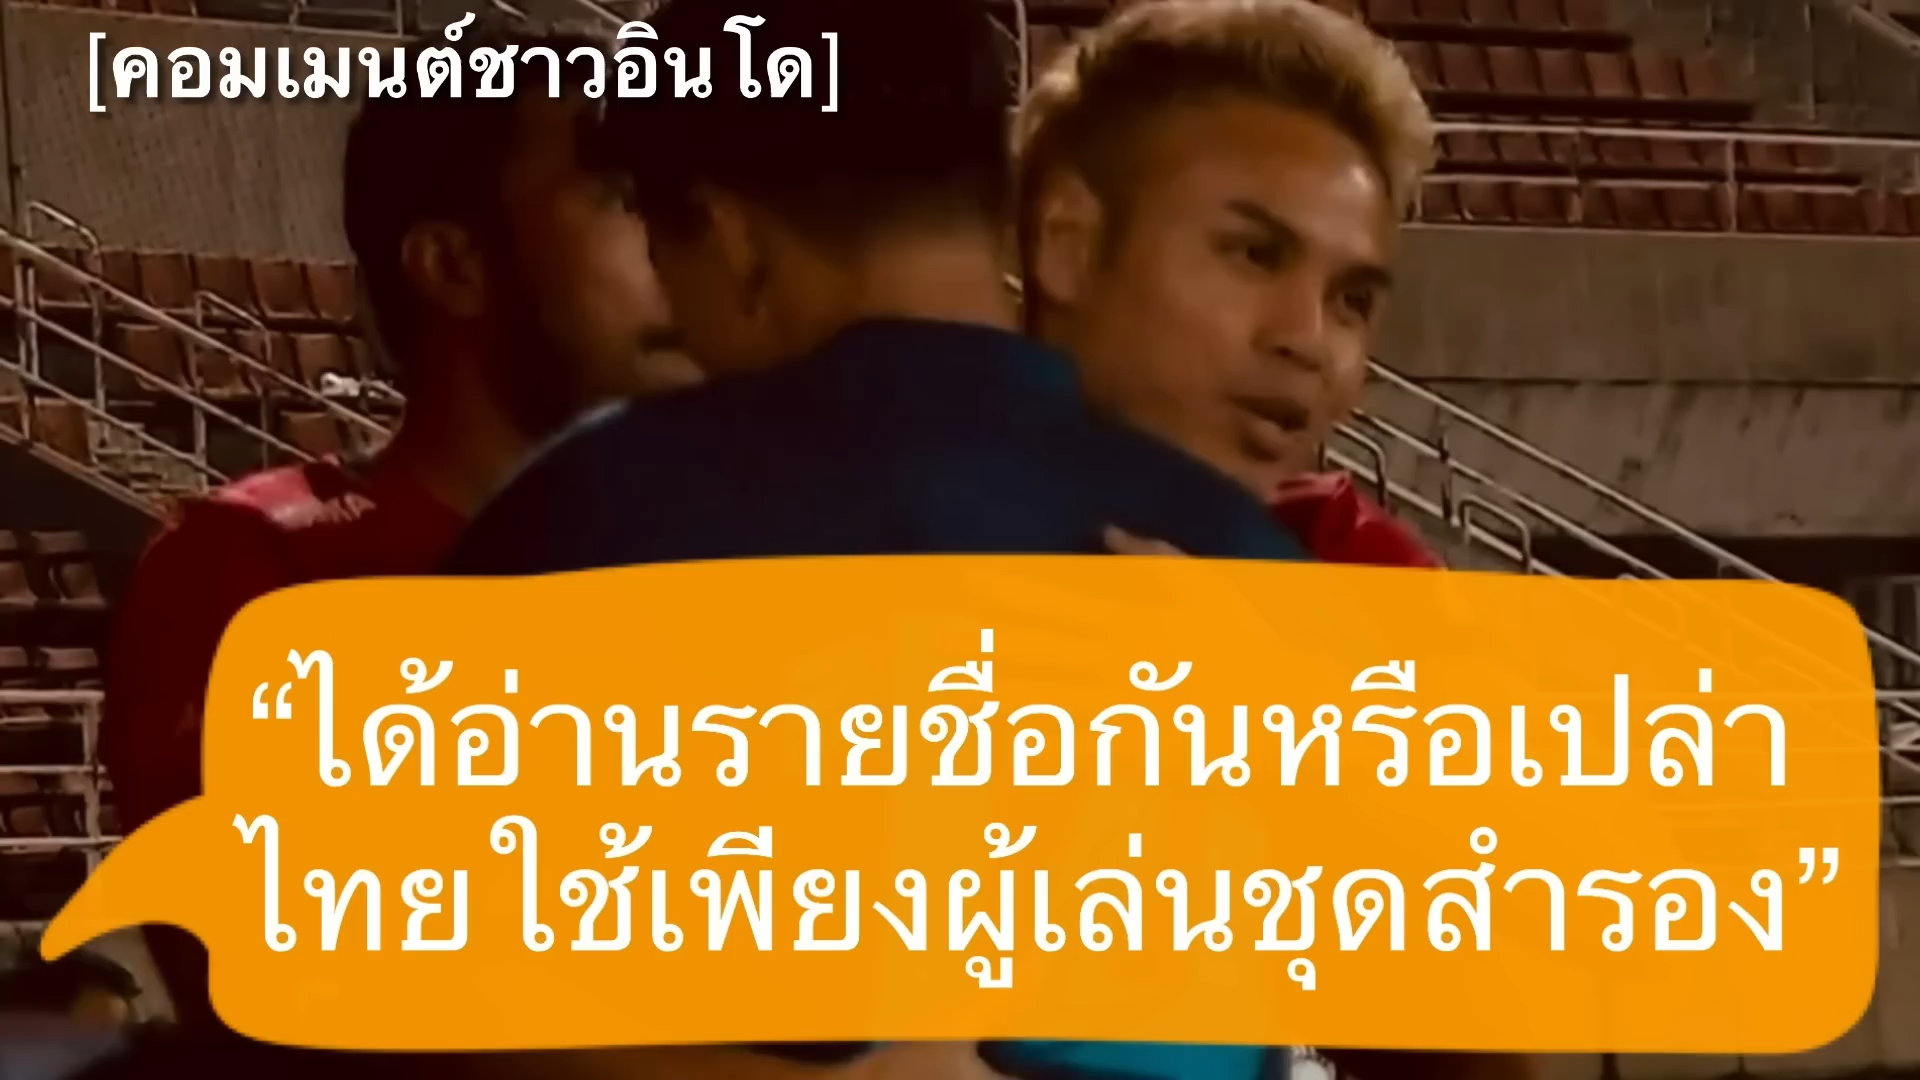 [คอมเมนต์ชาวอินโด]
“ได้อ่านรายชื่อกันหรือเปล่า
ไทยใช้เพียงผู้เล่นชุดสำรอง”